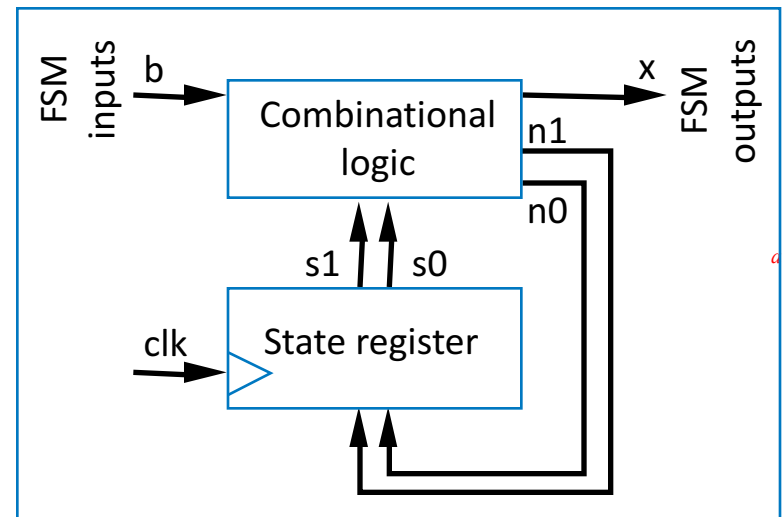 FSM
inputs
b
Combinational
logic
x
FSM
outputs
n1
n0
s1
s0
clk
State register
a